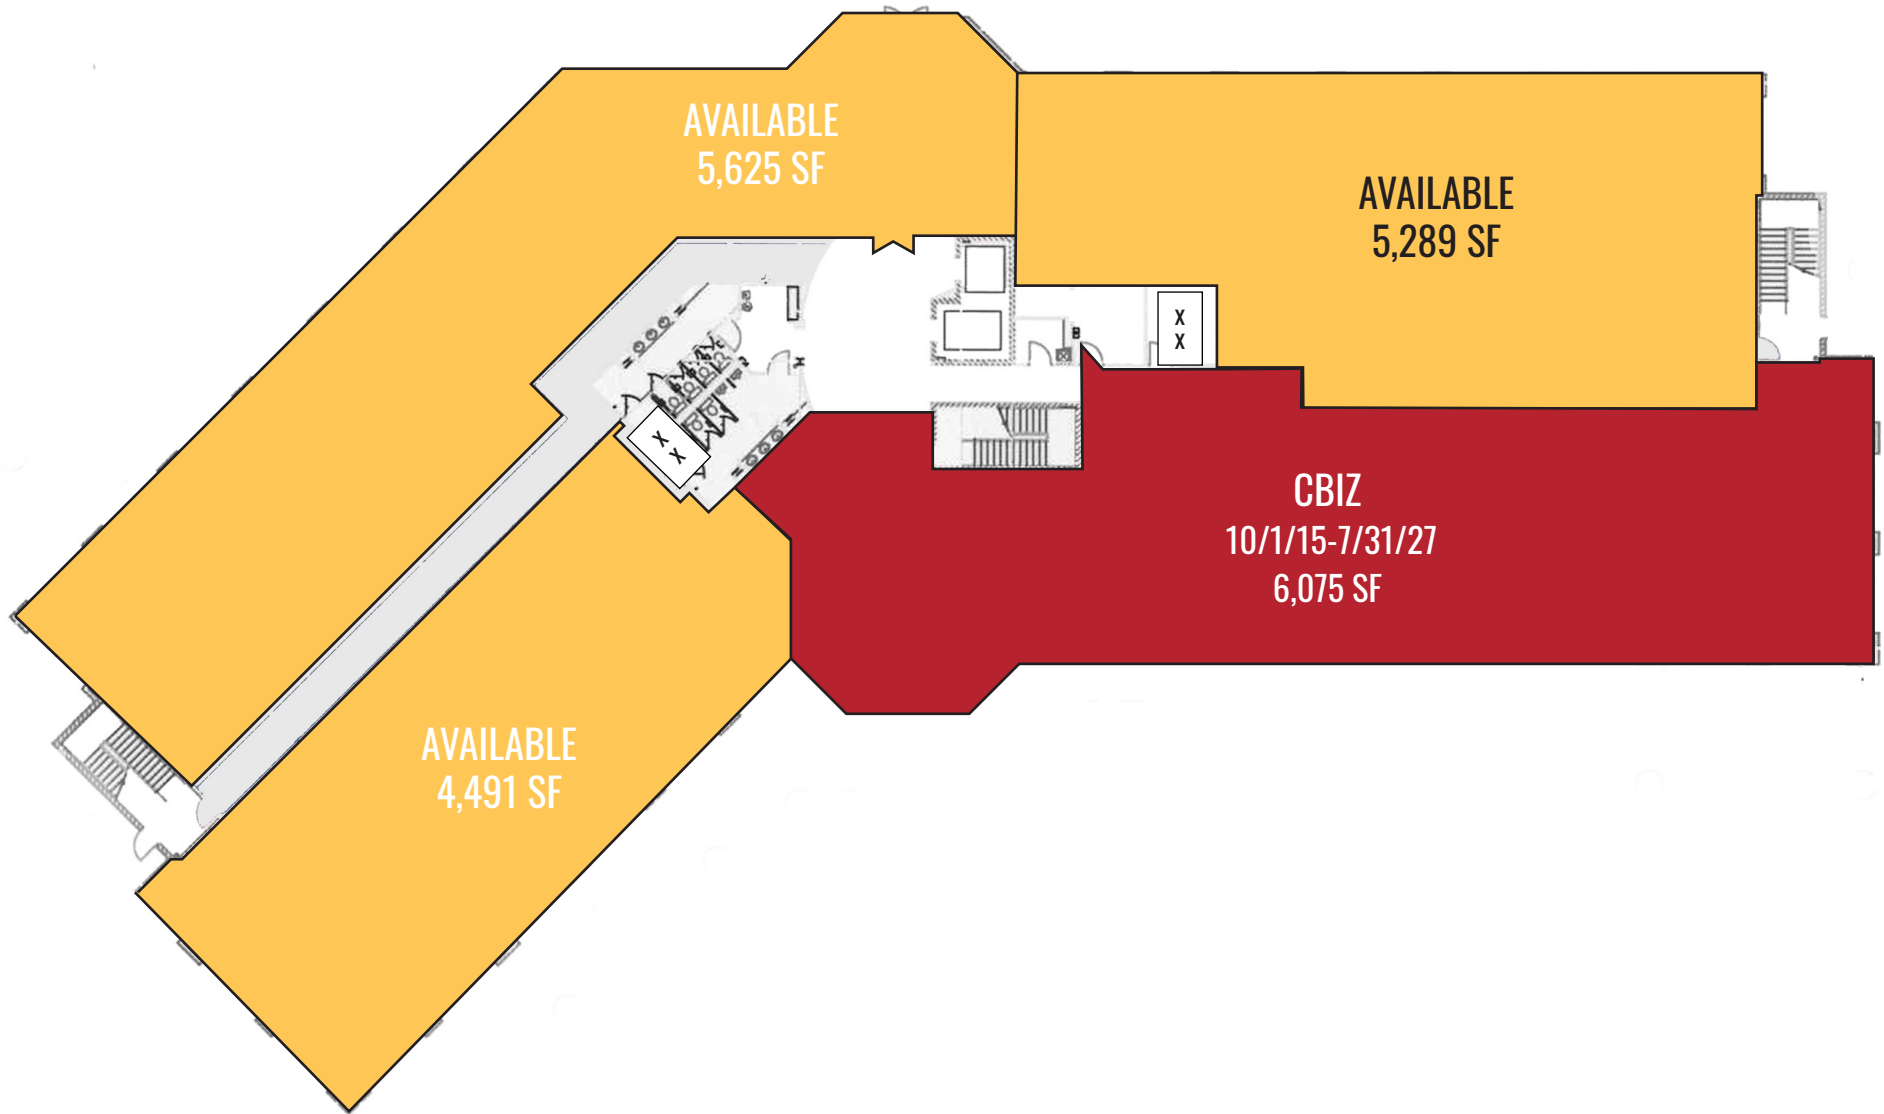 AVAILABLE
5,625 SF
AVAILABLE
5,289 SF
X
X
X
X
CBIZ
10/1/15-7/31/27
6,075 SF
AVAILABLE
4,491 SF